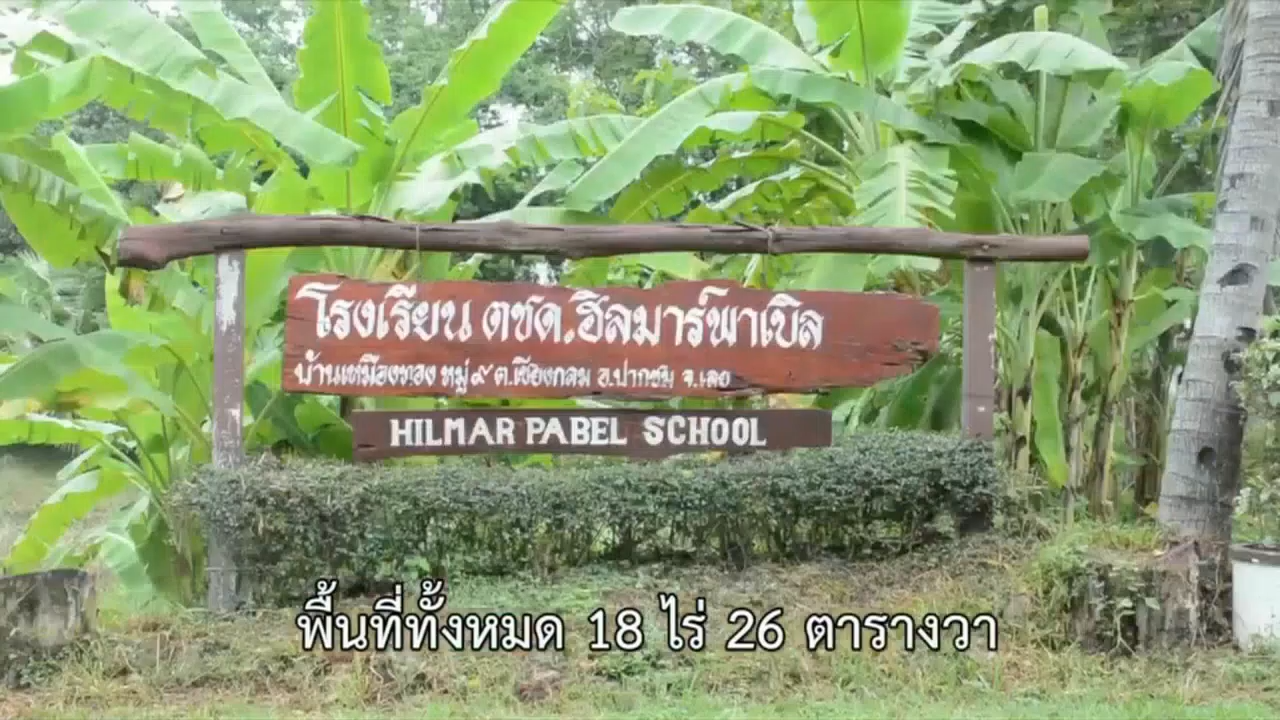 โรงเรียน ตชด.ฮิลมาร์พาเบิล
บ้านเหมืองทอง หมู่๙ ต.เชียงกลม อ.ปากชม จ.เลย
HILMAR PABEL SCHOOL
พื้นที่ทั้งหมด 18 ไร่ 26 ตารางวา